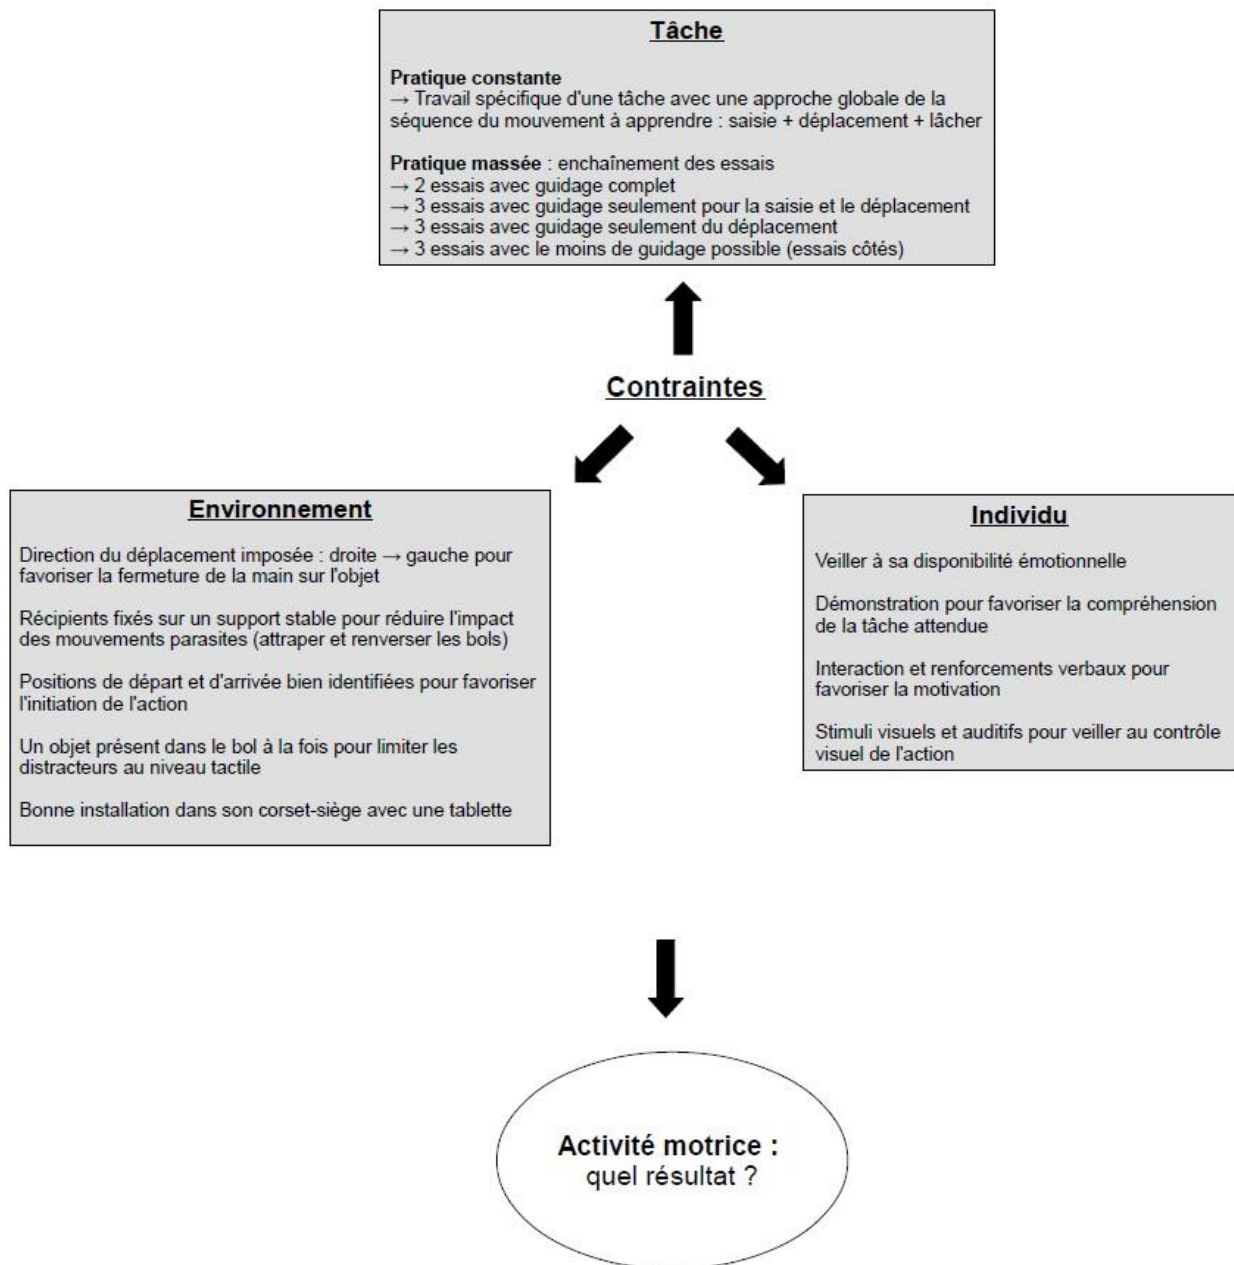 Tâche
Pratique constante
→ Travail spécifique d'une tâche avec une approche globale de la
séquence du mouvement à apprendre : saisie + déplacement + lâcher
Pratique massée : enchaînement des essais
→ 2 essais avec guidage complet
→ 3 essais avec guidage seulement pour la saisie et le déplacement
→ 3 essais avec guidage seulement du déplacement
→ 3 essais avec le moins de guidage possible (essais côtés)
Contraintes
Environnement
Direction du déplacement imposée : droite → gauche pour
favoriser la fermeture de la main sur l'objet
Récipients fixés sur un support stable pour réduire l'impact
des mouvements parasites (attraper et renverser les bols)
Positions de départ et d'arrivée bien identifiées pour favoriser
l'initiation de l'action
Un objet présent dans le bol à la fois pour limiter les
distracteurs au niveau tactile
Bonne installation dans son corset-siège avec une tablette
Individu
Veiller à sa disponibilité émotionnelle
Démonstration pour favoriser la compréhension
de la tâche attendue
Interaction et renforcements verbaux pour
favoriser la motivation
Stimuli visuels et auditifs pour veiller au contrôle
visuel de l'action
Activité motrice :
quel résultat ?